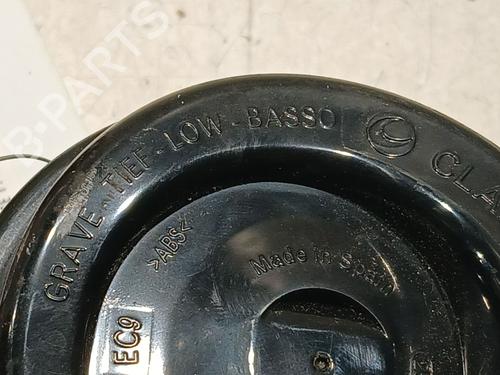 GRAVE - TIEF - LOW - BASSO
CLA
>ABS<
Made in Spain
EC9
B-PARTS